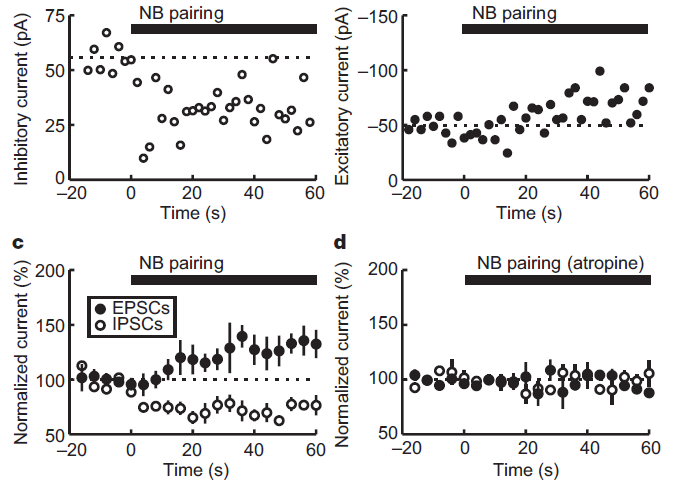 NB pairing
Inhibitory current (pA)
75
50
25
0
−20
0
20
40
60
Time (s)
NB pairing
Excitatory current (pA)
−150
−100
−50
0
−20
0
20
40
60
Time (s)
c
NB pairing
Normalized current (%)
200
150
100
50
EPSCs
IPSCs
−20
0
20
40
60
Time (s)
d
NB pairing (atropine)
Normalized current (%)
200
150
100
50
−20
0
20
40
60
Time (s)